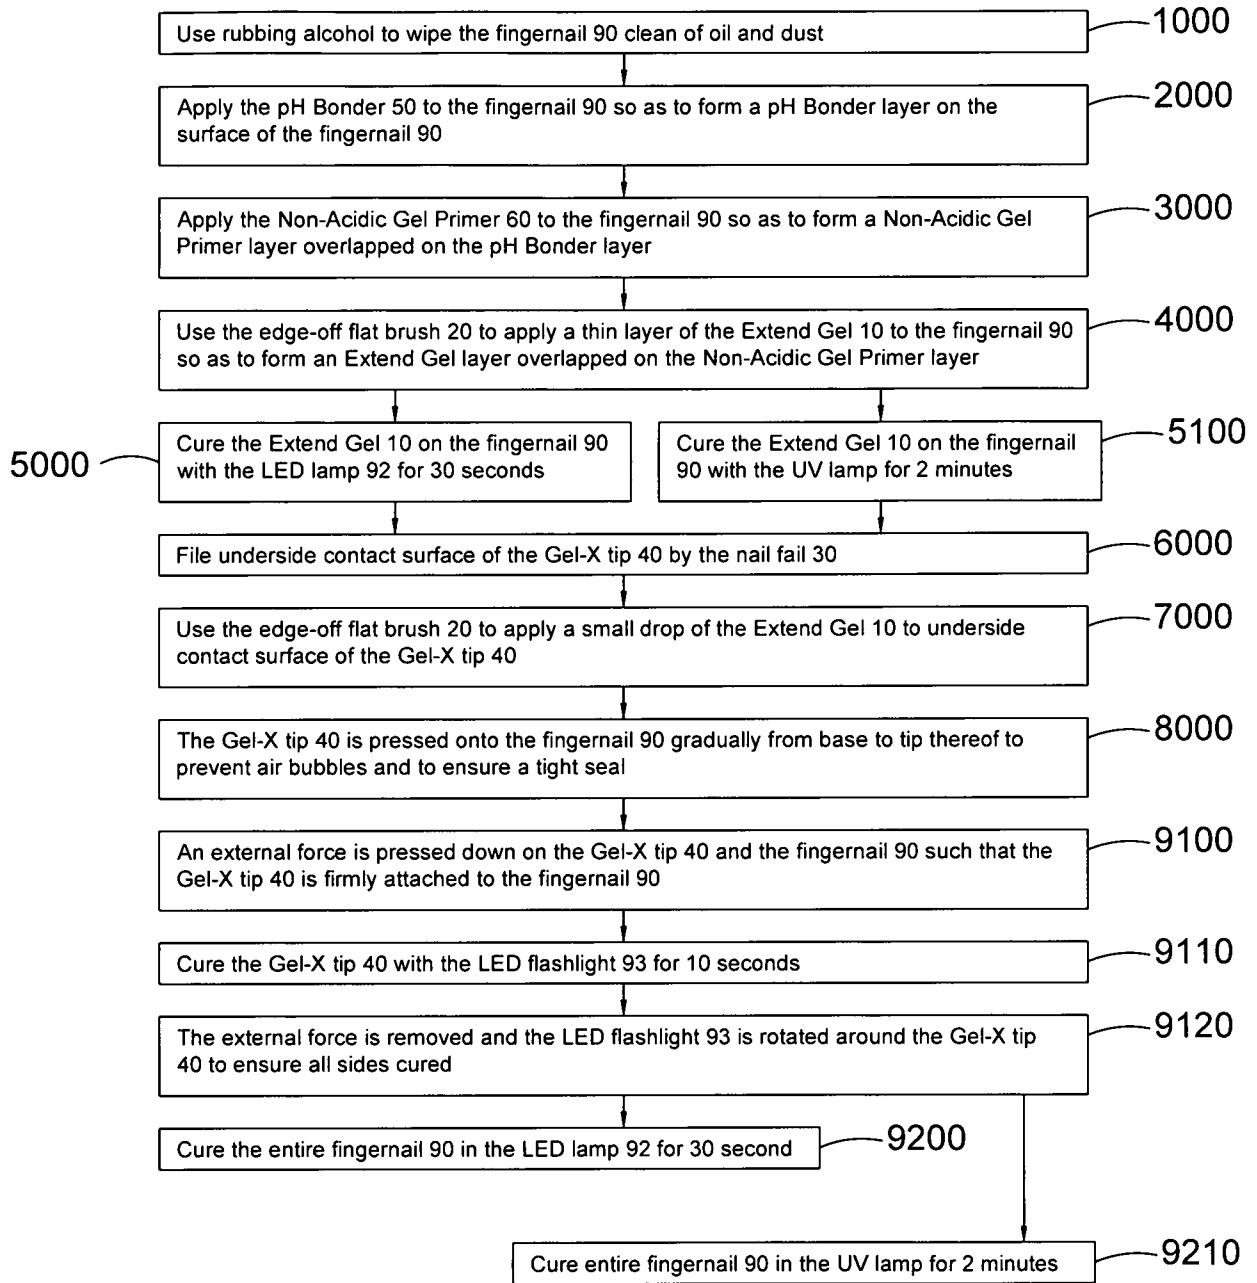 Use rubbing alcohol to wipe the fingernail 90 clean of oil and dust
1000
Apply the pH Bonder 50 to the fingernail 90 so as to form a pH Bonder layer on the
surface of the fingernail 90
2000
Apply the Non-Acidic Gel Primer 60 to the fingernail 90 so as to form a Non-Acidic Gel
Primer layer overlapped on the pH Bonder layer
3000
Use the edge-off flat brush 20 to apply a thin layer of the Extend Gel 10 to the fingernail 90
so as to form an Extend Gel layer overlapped on the Non-Acidic Gel Primer layer
4000
5000
Cure the Extend Gel 10 on the fingernail 90
with the LED lamp 92 for 30 seconds
Cure the Extend Gel 10 on the fingernail
90 with the UV lamp for 2 minutes
5100
File underside contact surface of the Gel-X tip 40 by the nail fail 30
6000
Use the edge-off flat brush 20 to apply a small drop of the Extend Gel 10 to underside
contact surface of the Gel-X tip 40
7000
The Gel-X tip 40 is pressed onto the fingernail 90 gradually from base to tip thereof to
prevent air bubbles and to ensure a tight seal
8000
An external force is pressed down on the Gel-X tip 40 and the fingernail 90 such that the
Gel-X tip 40 is firmly attached to the fingernail 90
9100
Cure the Gel-X tip 40 with the LED flashlight 93 for 10 seconds
9110
The external force is removed and the LED flashlight 93 is rotated around the Gel-X tip
40 to ensure all sides cured
9120
Cure the entire fingernail 90 in the LED lamp 92 for 30 second
9200
Cure entire fingernail 90 in the UV lamp for 2 minutes
9210